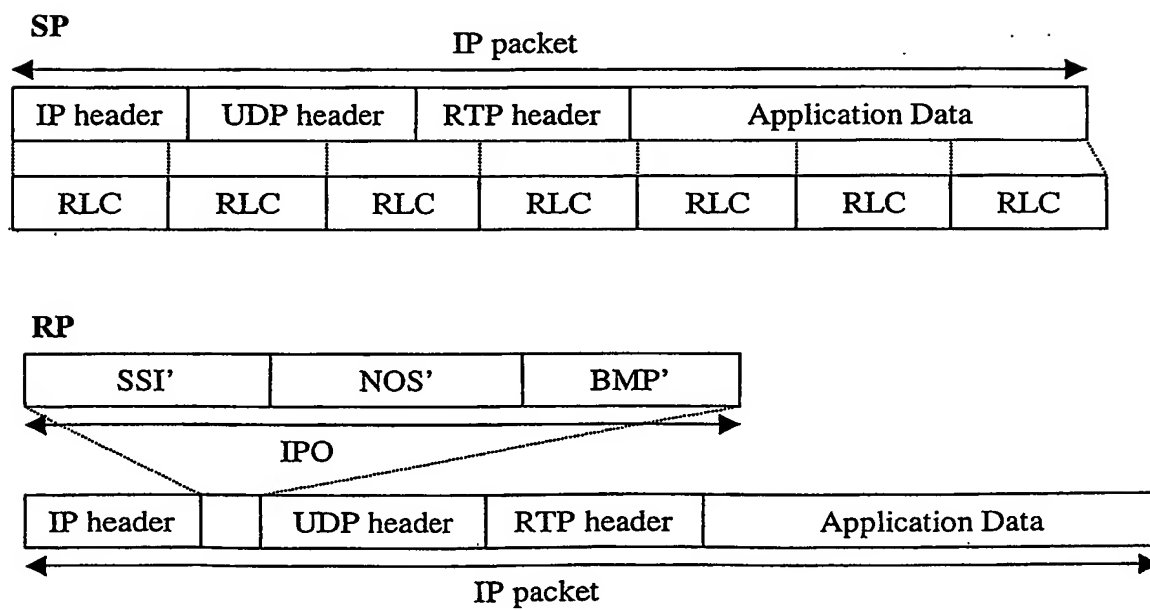 SP
IP packet
IP header UDP header RTP header Application Data
RLC RLC RLC RLC RLC RLC RLC
RP
SSI' NOS' BMP'
IPO
IP header UDP header RTP header Application Data
IP packet